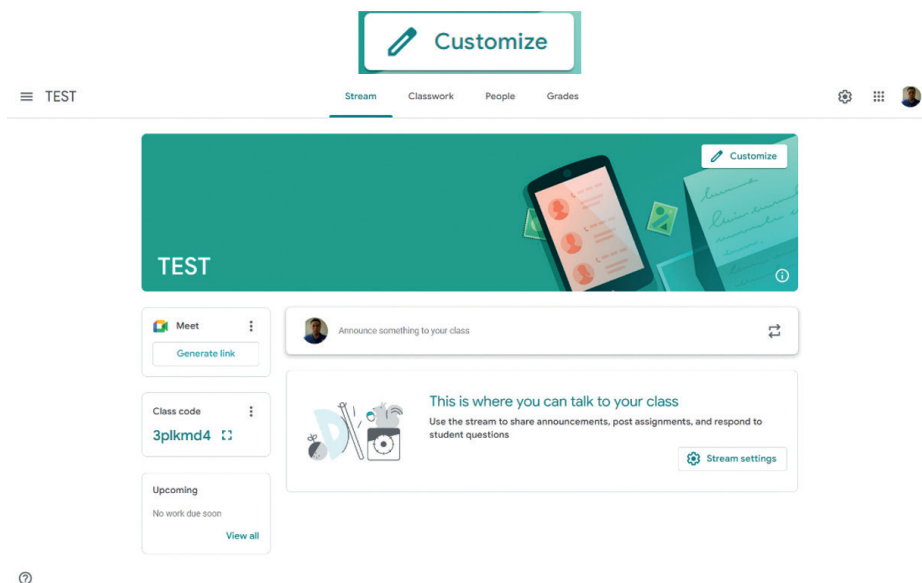 Customize
TEST
Stream Classwork People Grades
Customize
TEST
Meet
Generate link
Announce something to your class
Class code
3plkmd4
This is where you can talk to your class
Use the stream to share announcements, post assignments, and respond to
student questions
Stream settings
Upcoming
No work due soon
View all